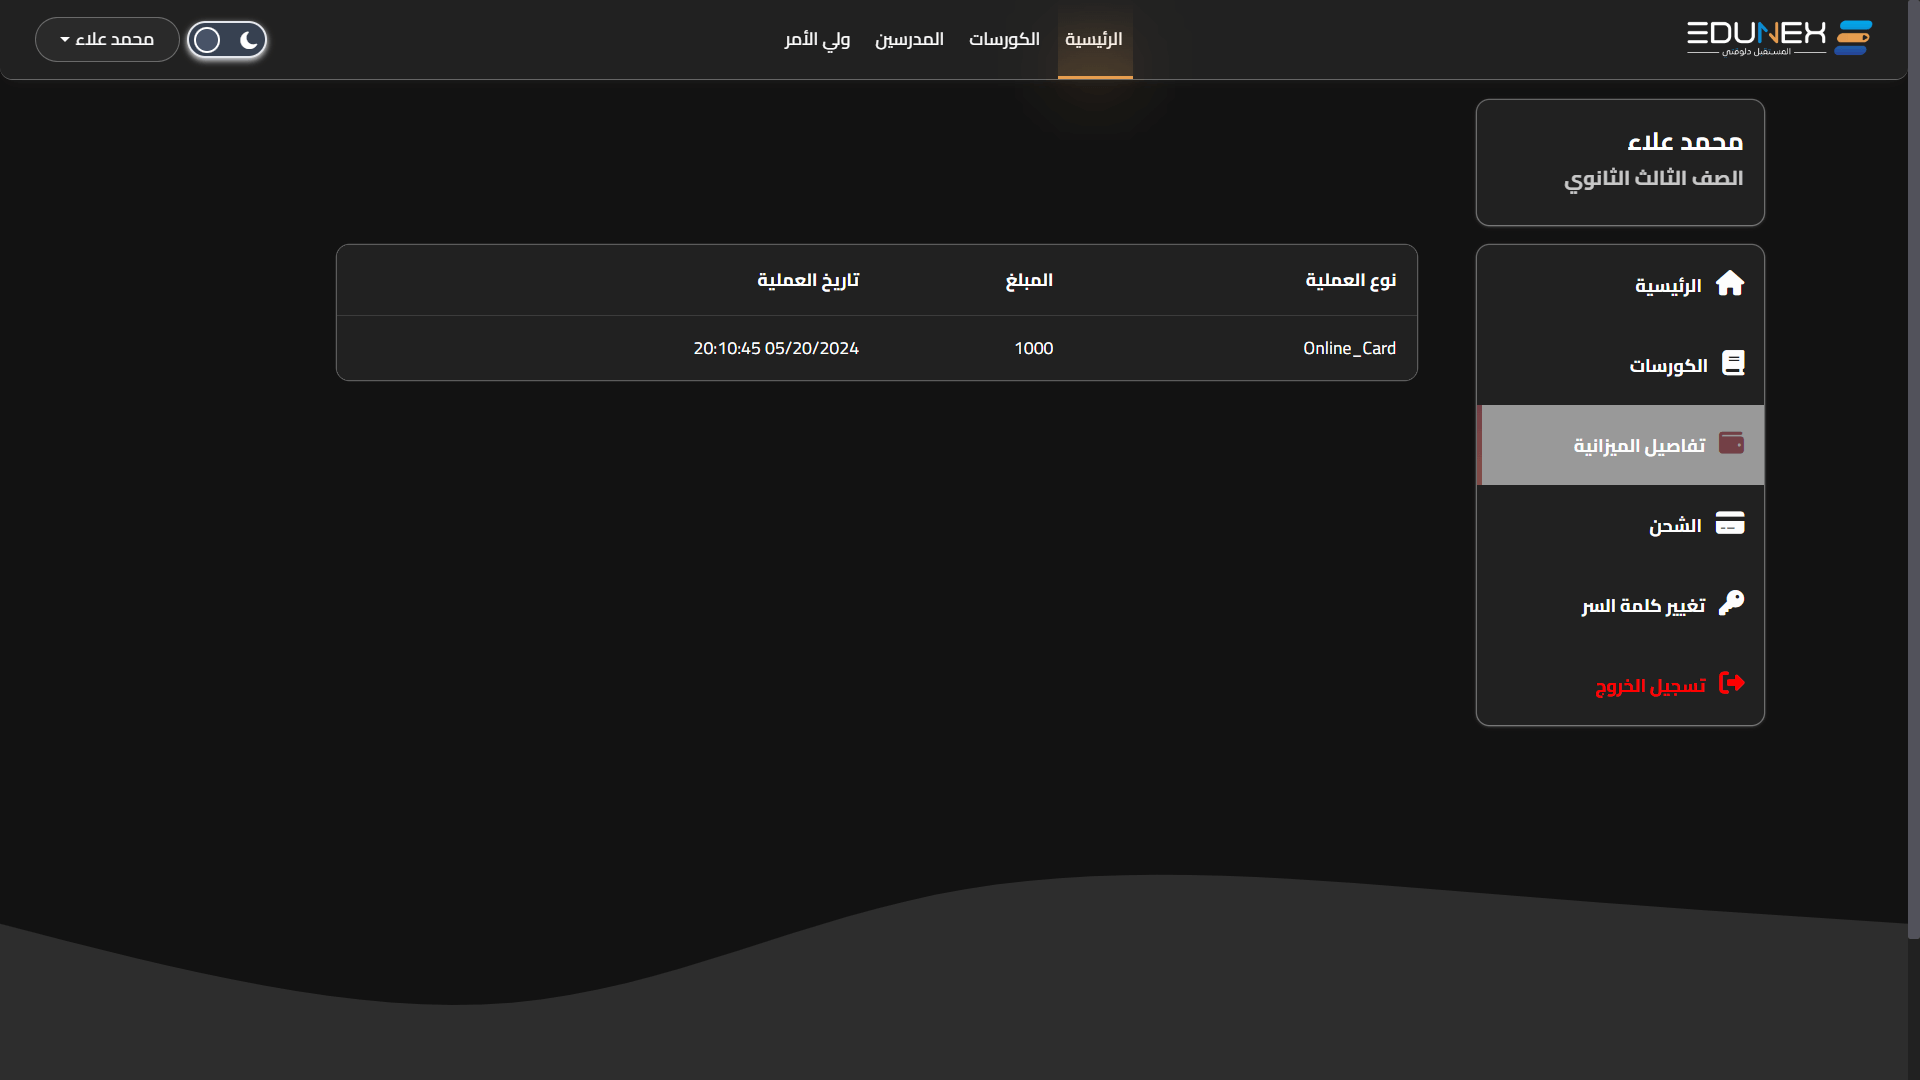 EDUNEX
المستقبل دلوقتي
الرئيسية
الكورسات
المدرسين
ولي الأمر
محمد علاء
محمد علاء
الصف الثالث الثانوي
الرئيسية
الكورسات
تفاصيل الميزانية
الشحن
تغيير كلمة السر
تسجيل الخروج
نوع العملية المبلغ تاريخ العملية
Online_Card 1000 20:10:45 05/20/2024